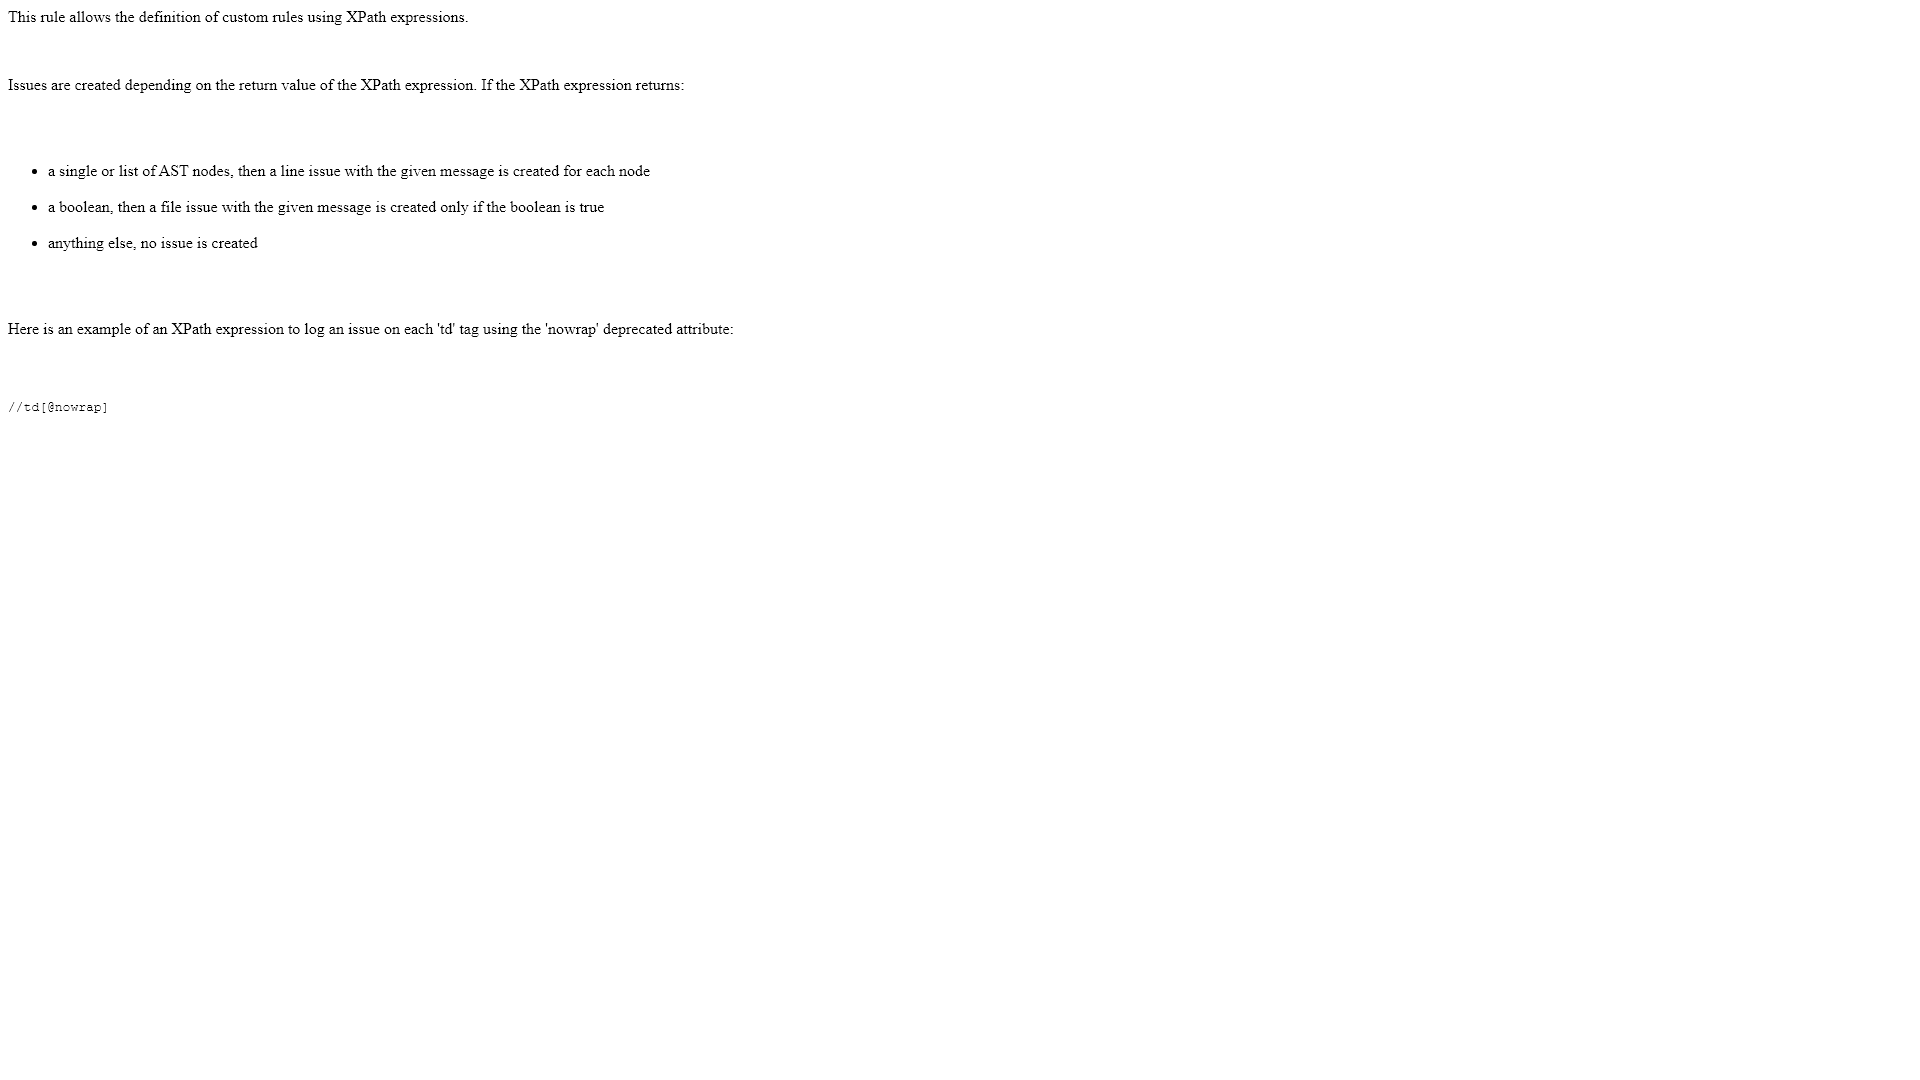 This rule allows the definition of custom rules using XPath expressions.
Issues are created depending on the return value of the XPath expression. If the XPath expression returns:
• a single or list of AST nodes, then a line issue with the given message is created for each node
• a boolean, then a file issue with the given message is created only if the boolean is true
• anything else, no issue is created
Here is an example of an XPath expression to log an issue on each 'td' tag using the 'nowrap' deprecated attribute:
//td[@nowrap]